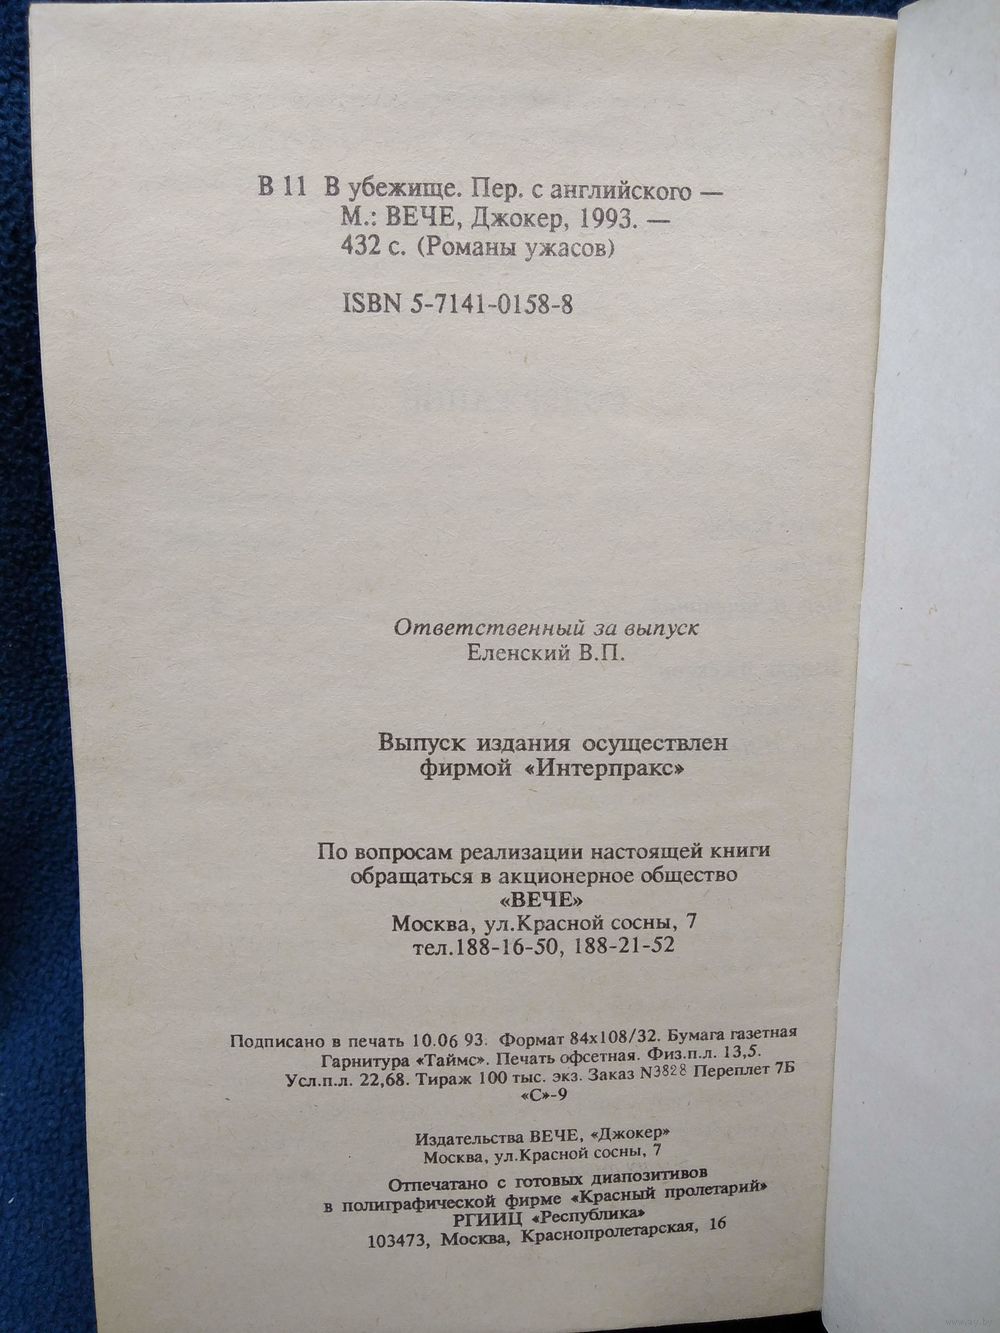 В 11 В убежище. Пер. с английского —
М.: ВЕЧЕ, Джокер, 1993. —
432 с. (Романы ужасов)
ISBN 5-7141-0158-8
Ответственный за выпуск
Еленский В.П.
Выпуск издания осуществлен
фирмой «Интерпракс»
По вопросам реализации настоящей книги
обращаться в акционерное общество
«ВЕЧЕ»
Москва, ул.Красной сосны, 7
тел.188-16-50, 188-21-52
Подписано в печать 10.06 93. Формат 84х108/32. Бумага газетная
Гарнитура «Таймс». Печать офсетная. Физ.п.л. 13,5.
Усл.п.л. 22,68. Тираж 100 тыс. экз. Заказ N3828 Переплет 7Б
«С»-9
Издательства ВЕЧЕ, «Джокер»
Москва, ул.Красной сосны, 7
Отпечатано с готовых диапозитивов
в полиграфической фирме «Красный пролетарий»
РГИИЦ «Республика»
103473, Москва, Краснопролетарская, 16
www.ay.by